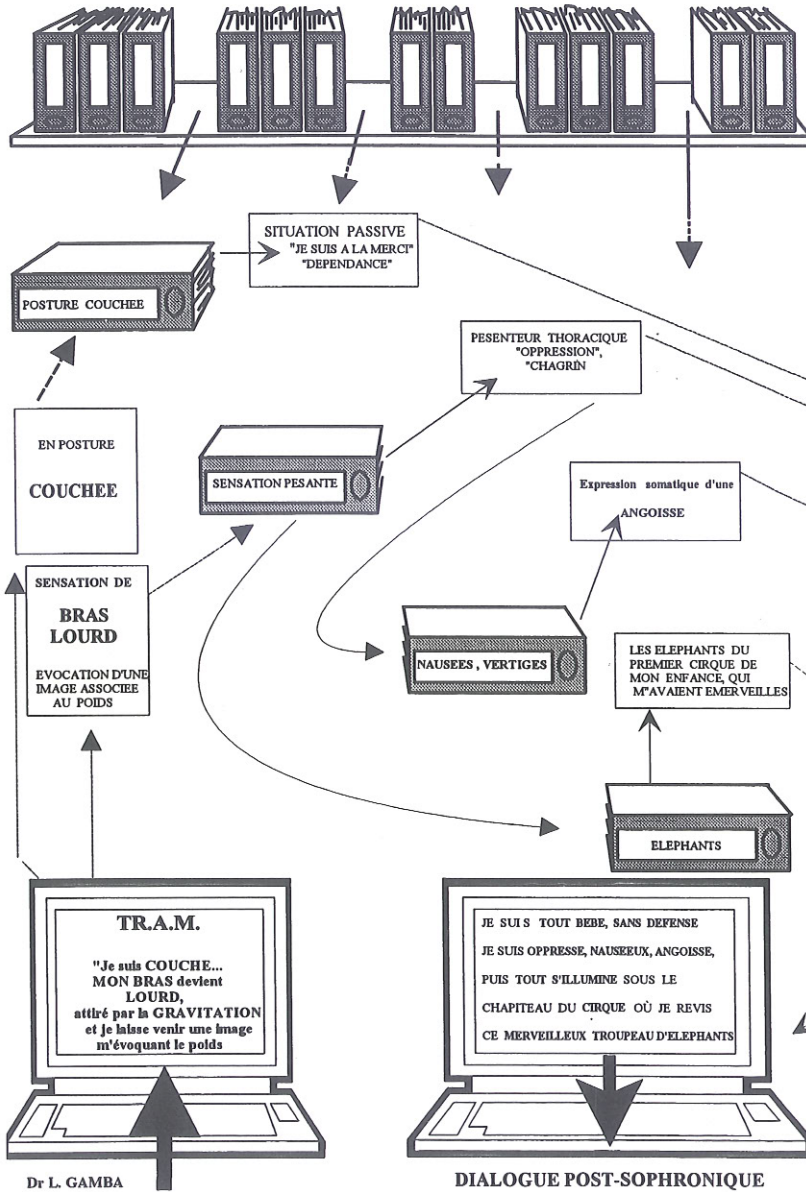 SITUATION PASSIVE
"JE SUIS A LA MERCI"
"DEPENDANCE"
POSTURE COUCHEE
PESENTEUR THORACIQUE
"OPPRESSION",
"CHAGRIN
EN POSTURE
COUCHEE
SENSATION PESANTE
Expression somatique d'une
ANGOISSE
SENSATION DE
BRAS
LOURD
EVOCATION D'UNE
IMAGE ASSOCIEE
AU POIDS
NAUSEES , VERTIGES
LES ELEPHANTS DU
PREMIER CIRQUE DE
MON ENFANCE, QUI
M"AVAIENT EMERVEILLES
ELEPHANTS
TR.A.M.
"Je suis COUCHE...
MON BRAS devient
LOURD,
attiré par la GRAVITATION
et je laisse venir une image
m'évoquant le poids
JE SUIS TOUT BEBE, SANS DEFENSE
JE SUIS OPPRESSE, NAUSEEUX, ANGOISSE,
PUIS TOUT S'ILLUMINE SOUS LE
CHAPITEAU DU CIRQUE OÙ JE REVIS
CE MERVEILLEUX TROUPEAU D'ELEPHANTS
Dr L. GAMBA
DIALOGUE POST-SOPHRONIQUE